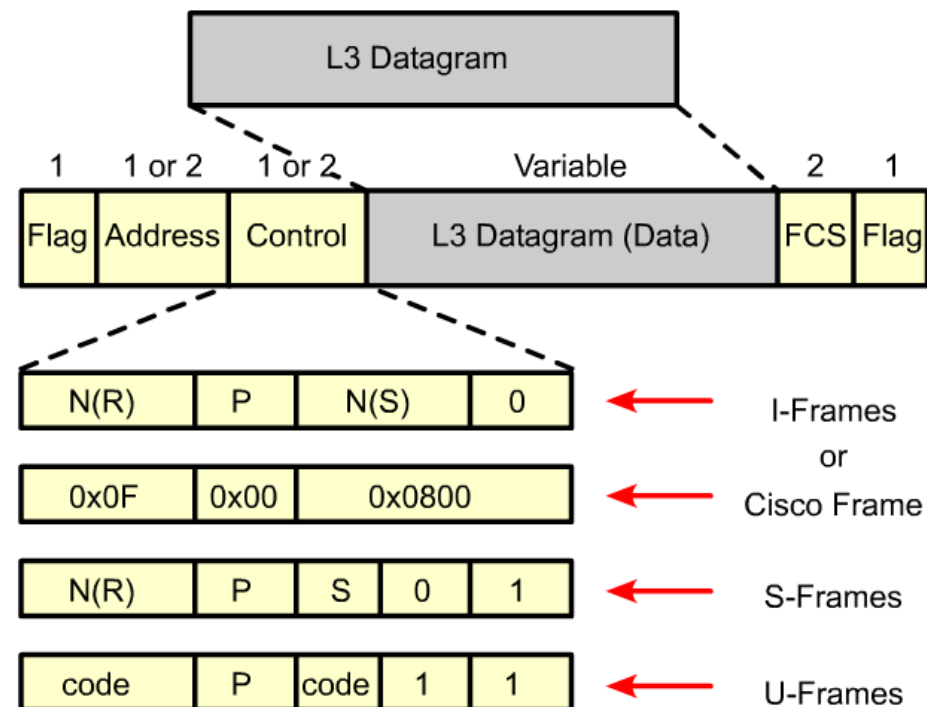 L3 Datagram
1 1 or 2 1 or 2 Variable 2 1
Flag Address Control L3 Datagram (Data) FCS Flag
N(R) P N(S) 0 I-Frames
or
0x0F 0x00 0x0800 Cisco Frame
N(R) P S 0 1 S-Frames
code P code 1 1 U-Frames